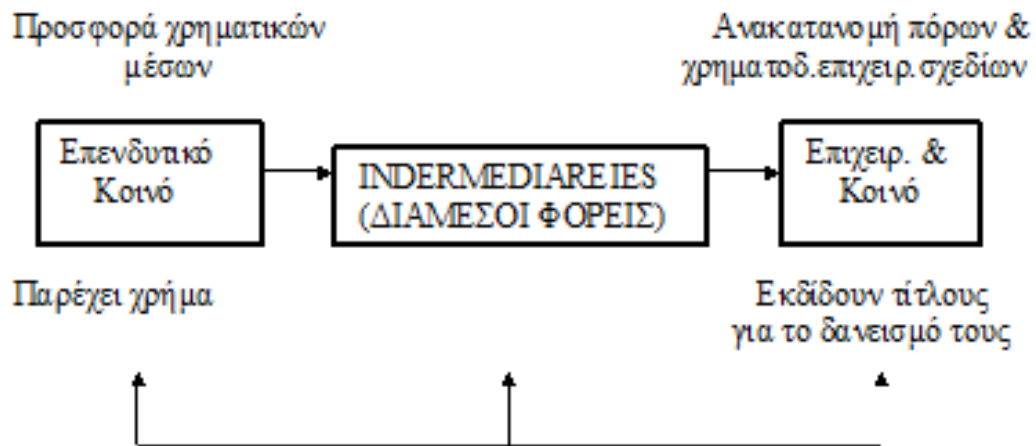 Προσφορά χρηματικών
μέσων
Ανακατανομή πόρων &
χρηματοδ.επιχειρ.σχεδίων
Επενδυτικό
Κοινό
INDERMEDIAREIES
(ΔΙΑΜΕΣΟΙ ΦΟΡΕΙΣ)
Επιχειρ. &
Κοινό
Παρέχει χρήμα
Εκδίδουν τίτλους
για το δανεισμό τους